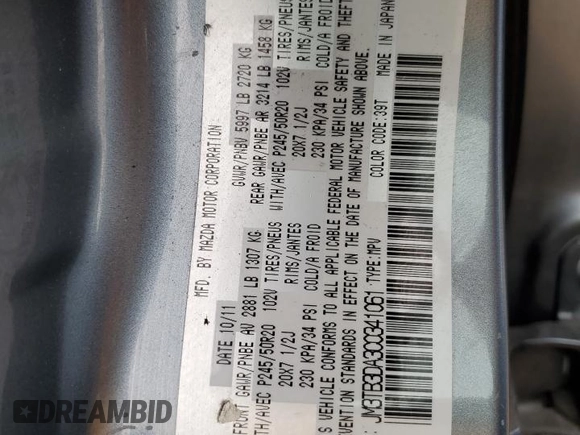 MFD. BY MAZDA MOTOR CORPORATION
DATE 10/11 GVWR/PNBV 5997 LB 2720 KG
FRONT GAWR/PNBE AV 2881 LB 1307 KG REAR GAWR/PNBE AR 3214 LB 1458 KG
WITH/AVEC P245/50R20 102V TIRES/PNEUS WITH/AVEC P245/50R20 102V TIRES/PNEUS
20X7 1/2J RIMS/JANTES 20X7 1/2J RIMS/JANTES
230 KPA/34 PSI COLD/A FROID 230 KPA/34 PSI COLD/A FROID
S VEHICLE CONFORMS TO ALL APPLICABLE FEDERAL MOTOR VEHICLE SAFETY AND THEFT
VENTION STANDARDS IN EFFECT ON THE DATE OF MANUFACTURE SHOWN ABOVE.
JM3TB3DA3C0341061 TYPE:MPV COLOR CODE:39T MADE IN JAPAN
DREAMBID